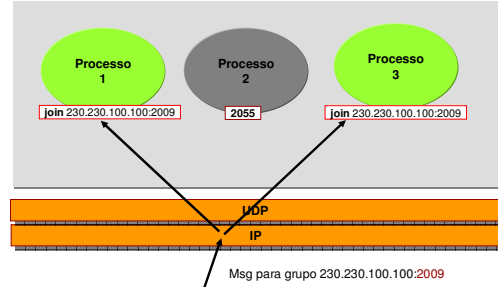 Processo
1
Processo
2
Processo
3
join 230.230.100.100:2009
2055
join 230.230.100.100:2009
UDP
IP
Msg para grupo 230.230.100.100:2009